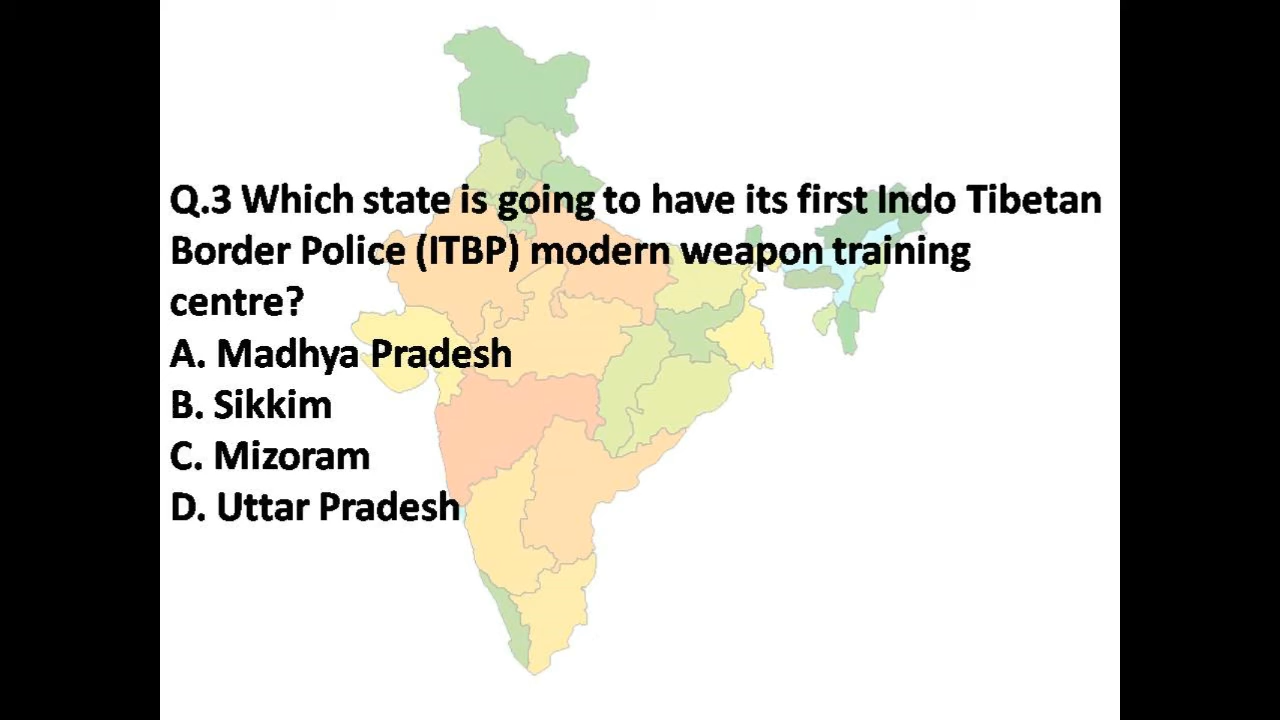 Q.3 Which state is going to have its first Indo Tibetan
Border Police (ITBP) modern weapon training
centre?
A. Madhya Pradesh
B. Sikkim
C. Mizoram
D. Uttar Pradesh